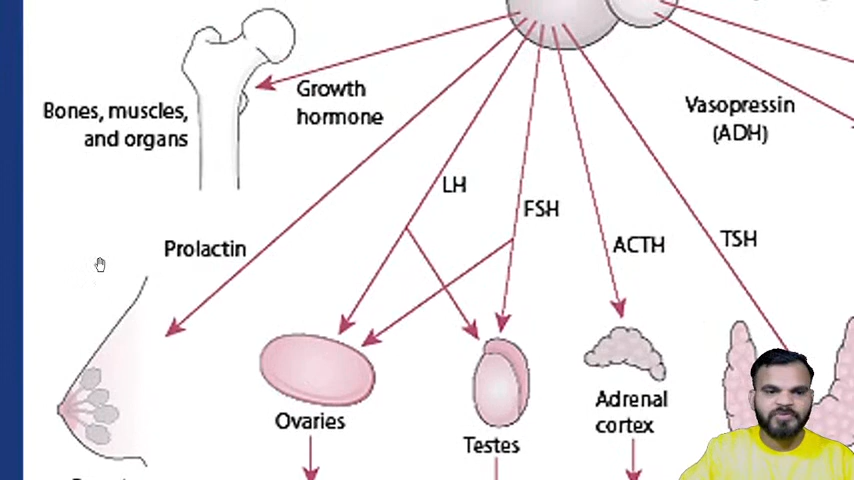 Growth
hormone
Bones, muscles,
and organs
Vasopressin
(ADH)
LH
FSH
Prolactin
ACTH
TSH
Ovaries
Testes
Adrenal
cortex